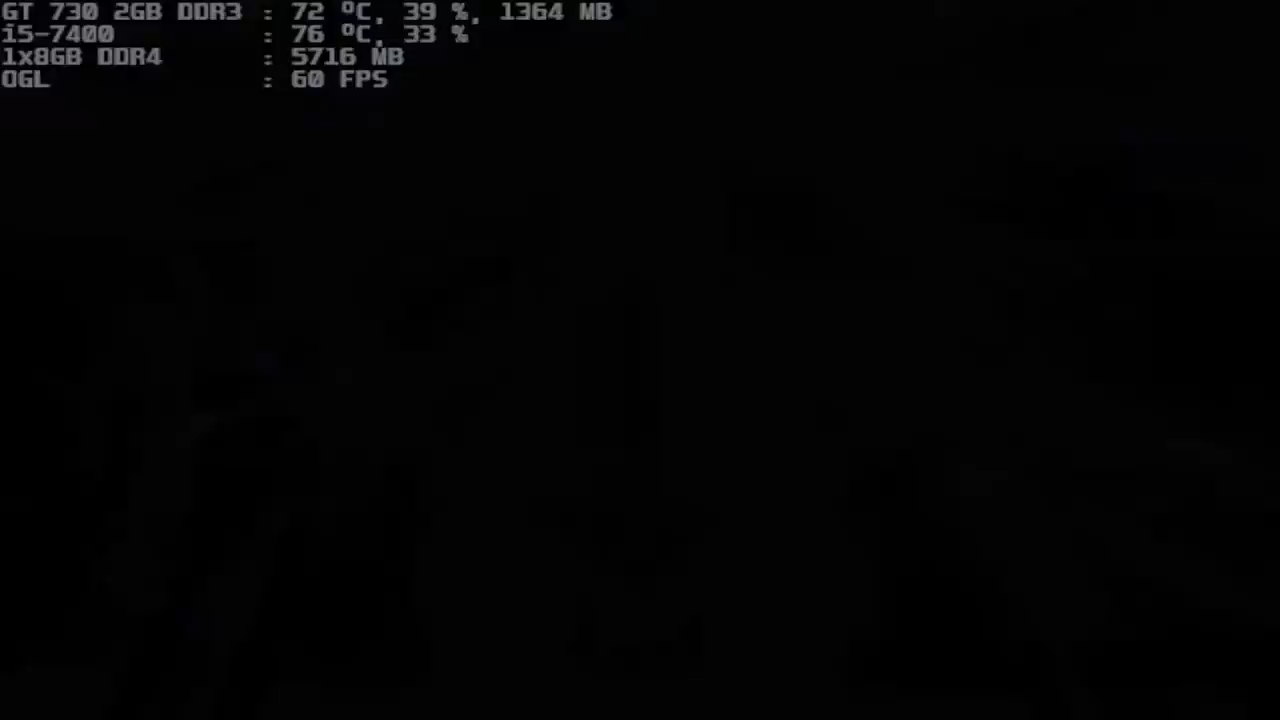 GT 730 2GB DDR3 : 72 ºC, 39 %, 1364 MB
i5-7400 : 76 ºC, 33 %
1x8GB DDR4 : 5716 MB
OGL : 60 FPS